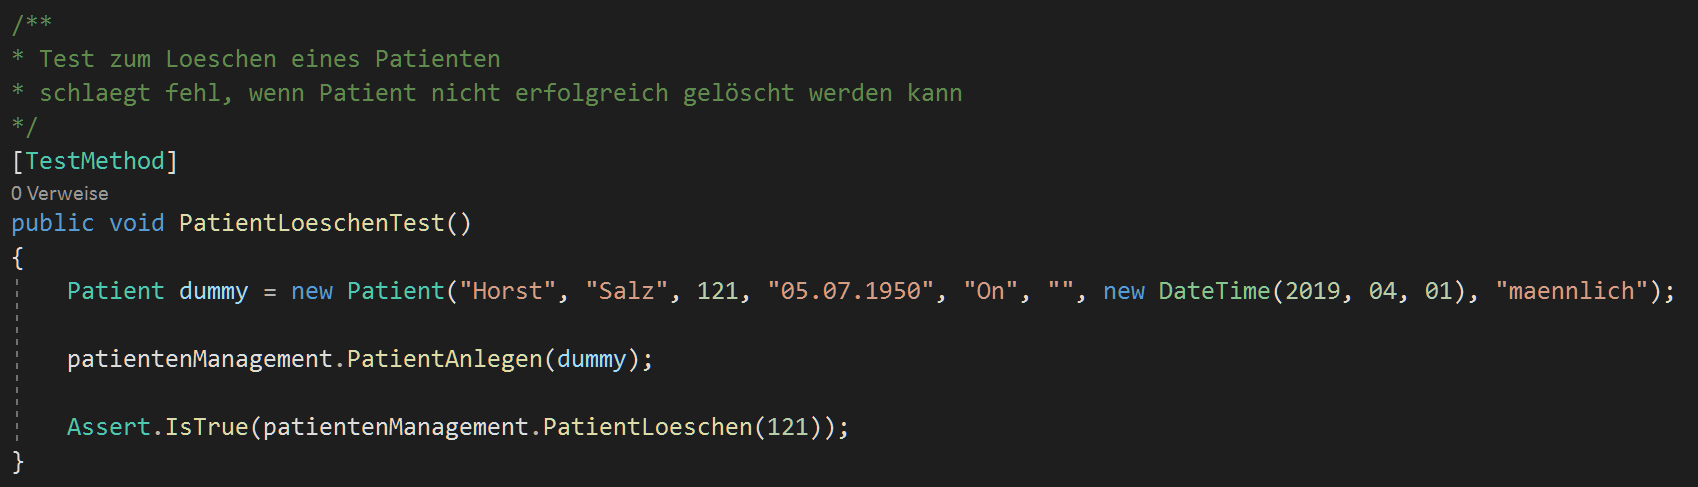 /**
* Test zum Loeschen eines Patienten
* schlaegt fehl, wenn Patient nicht erfolgreich gelöscht werden kann
*/
[TestMethod]
0 Verweise
public void PatientLoeschenTest()
{
    Patient dummy = new Patient("Horst", "Salz", 121, "05.07.1950", "On", "", new DateTime(2019, 04, 01), "maennlich");
    patientenManagement.PatientAnlegen(dummy);
    Assert.IsTrue(patientenManagement.PatientLoeschen(121));
}